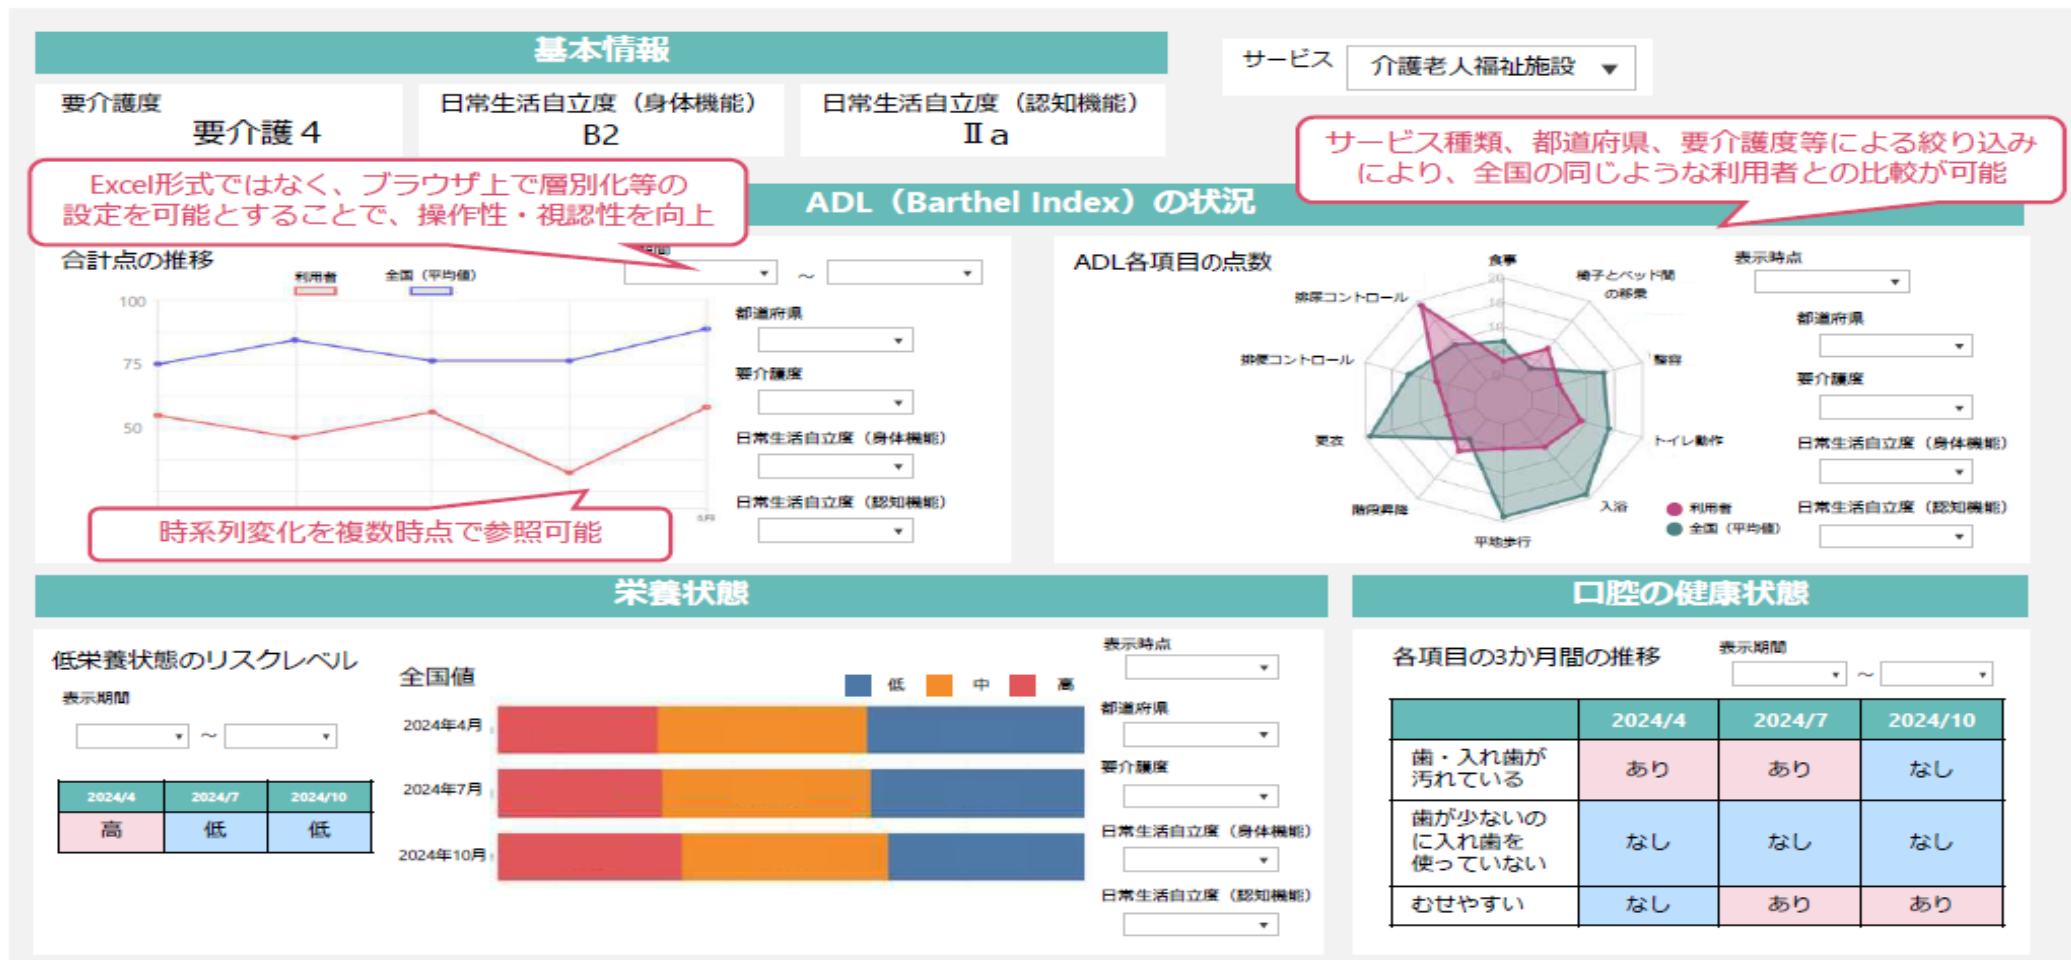 基本情報
サービス
介護老人福祉施設
要介護度
要介護4
日常生活自立度（身体機能）
B2
日常生活自立度（認知機能）
Ⅱa
サービス種類、都道府県、要介護度等による絞り込み
により、全国の同じような利用者との比較が可能
Excel形式ではなく、ブラウザ上で層別化等の
設定を可能とすることで、操作性・視認性を向上
ADL（Barthel Index）の状況
合計点の推移
利用者
全国（平均値）
～
100
75
50
都道府県
要介護度
日常生活自立度（身体機能）
日常生活自立度（認知機能）
時系列変化を複数時点で参照可能
ADL各項目の点数
食事
椅子とベッド間
の移乗
整容
トイレ動作
入浴
平地歩行
階段昇降
更衣
排便コントロール
排尿コントロール
20
15
10
利用者
全国（平均値）
表示時点
都道府県
要介護度
日常生活自立度（身体機能）
日常生活自立度（認知機能）
栄養状態
低栄養状態のリスクレベル
表示期間
～
2024/4 2024/7 2024/10
高 低 低
全国値
低 中 高
2024年4月
2024年7月
2024年10月
表示時点
都道府県
要介護度
日常生活自立度（身体機能）
日常生活自立度（認知機能）
口腔の健康状態
各項目の3か月間の推移
表示期間
～
2024/4 2024/7 2024/10
歯・入れ歯が
汚れている
あり あり なし
歯が少ないの
に入れ歯を
使っていない
なし なし なし
むせやすい なし あり あり